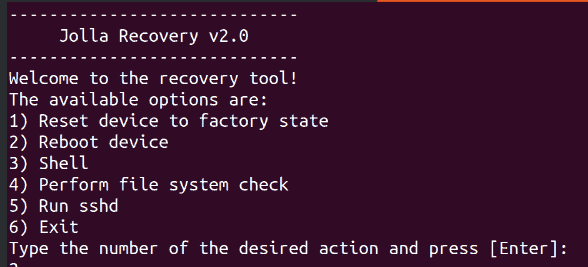 -----------------------------
Jolla Recovery v2.0
-----------------------------
Welcome to the recovery tool!
The available options are:
1) Reset device to factory state
2) Reboot device
3) Shell
4) Perform file system check
5) Run sshd
6) Exit
Type the number of the desired action and press [Enter]: